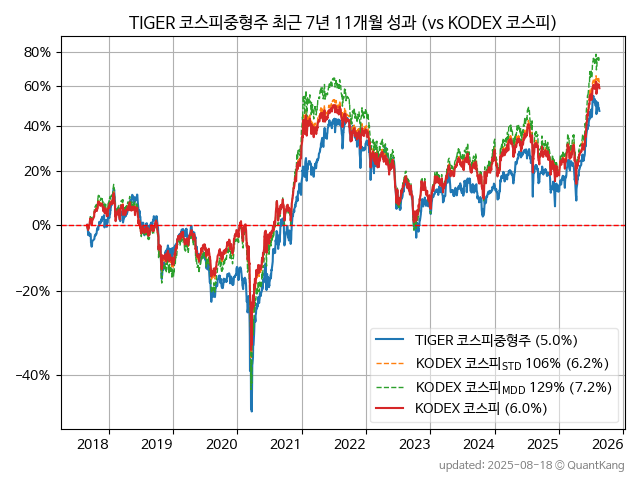 TIGER 코스피중형주 최근 7년 11개월 성과 (vs KODEX 코스피)
80%
60%
40%
20%
0%
−20%
−40%
TIGER 코스피중형주 (5.0%)
KODEX 코스피STD 106% (6.2%)
KODEX 코스피MDD 129% (7.2%)
KODEX 코스피 (6.0%)
2018 2019 2020 2021 2022 2023 2024 2025 2026
updated: 2025-08-18 © QuantKang